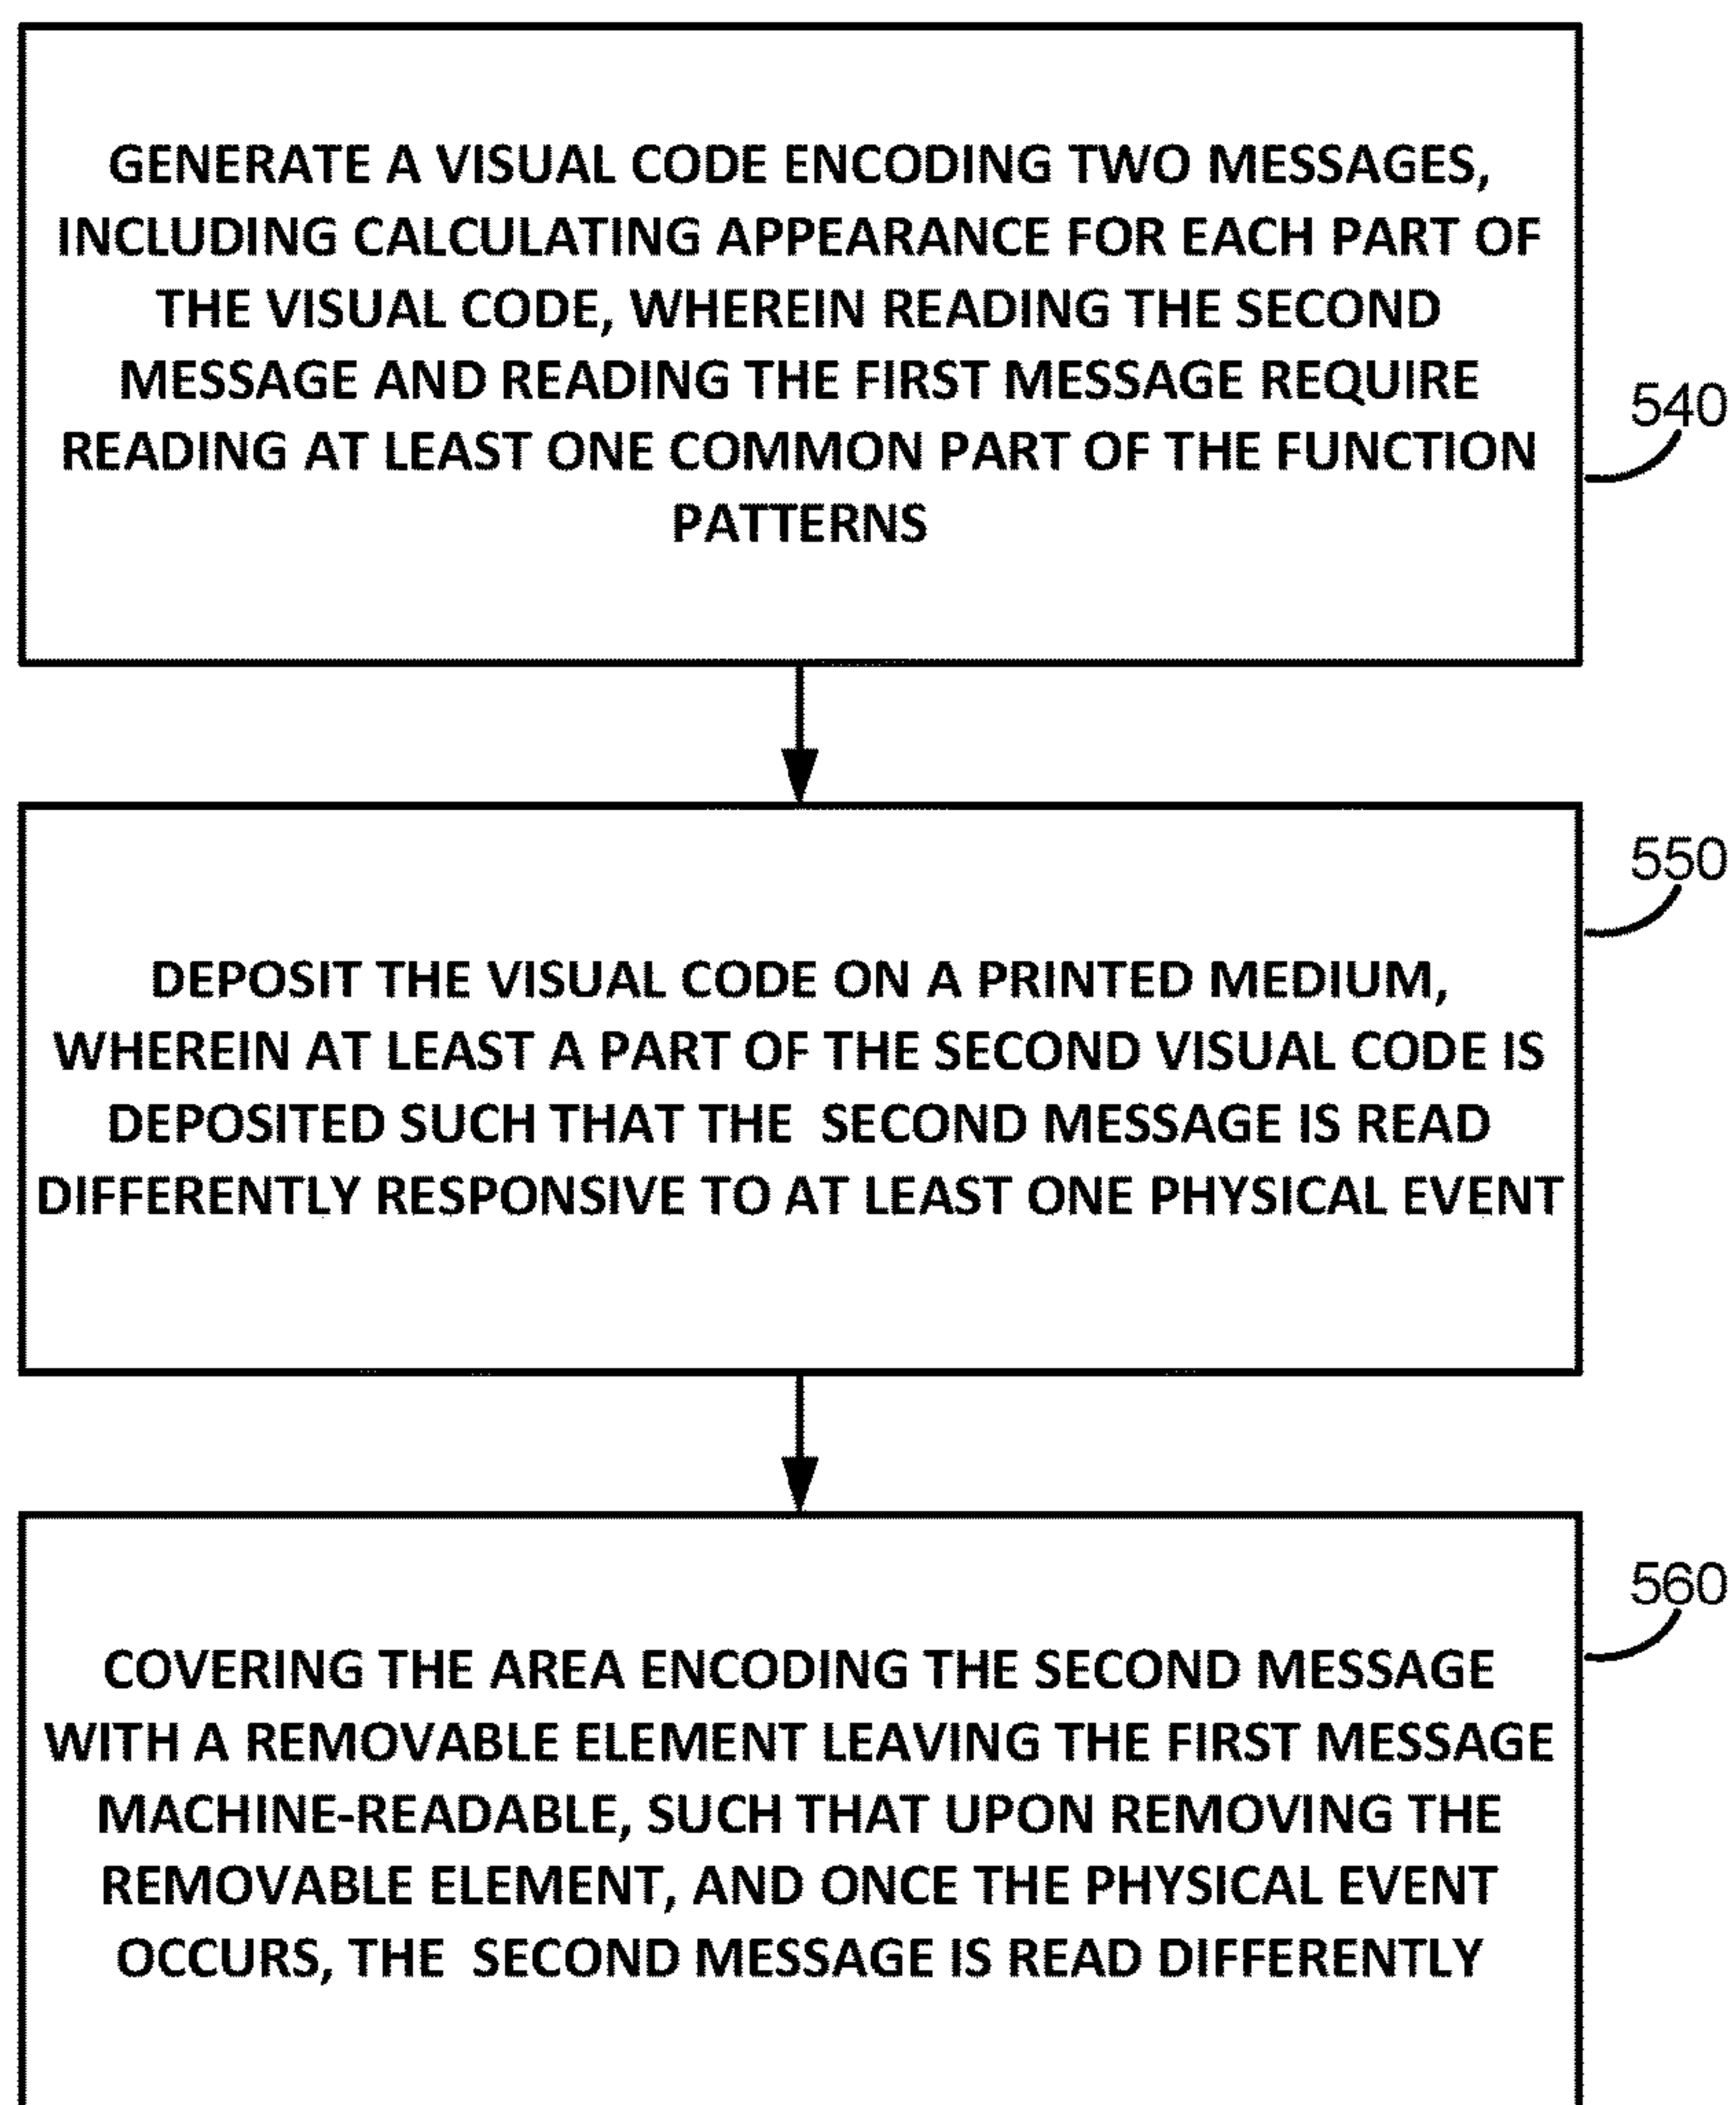 GENERATE A VISUAL CODE ENCODING TWO MESSAGES,
INCLUDING CALCULATING APPEARANCE FOR EACH PART OF
THE VISUAL CODE, WHEREIN READING THE SECOND
MESSAGE AND READING THE FIRST MESSAGE REQUIRE
READING AT LEAST ONE COMMON PART OF THE FUNCTION
PATTERNS
540
DEPOSIT THE VISUAL CODE ON A PRINTED MEDIUM,
WHEREIN AT LEAST A PART OF THE SECOND VISUAL CODE IS
DEPOSITED SUCH THAT THE SECOND MESSAGE IS READ
DIFFERENTLY RESPONSIVE TO AT LEAST ONE PHYSICAL EVENT
550
COVERING THE AREA ENCODING THE SECOND MESSAGE
WITH A REMOVABLE ELEMENT LEAVING THE FIRST MESSAGE
MACHINE-READABLE, SUCH THAT UPON REMOVING THE
REMOVABLE ELEMENT, AND ONCE THE PHYSICAL EVENT
OCCURS, THE SECOND MESSAGE IS READ DIFFERENTLY
560